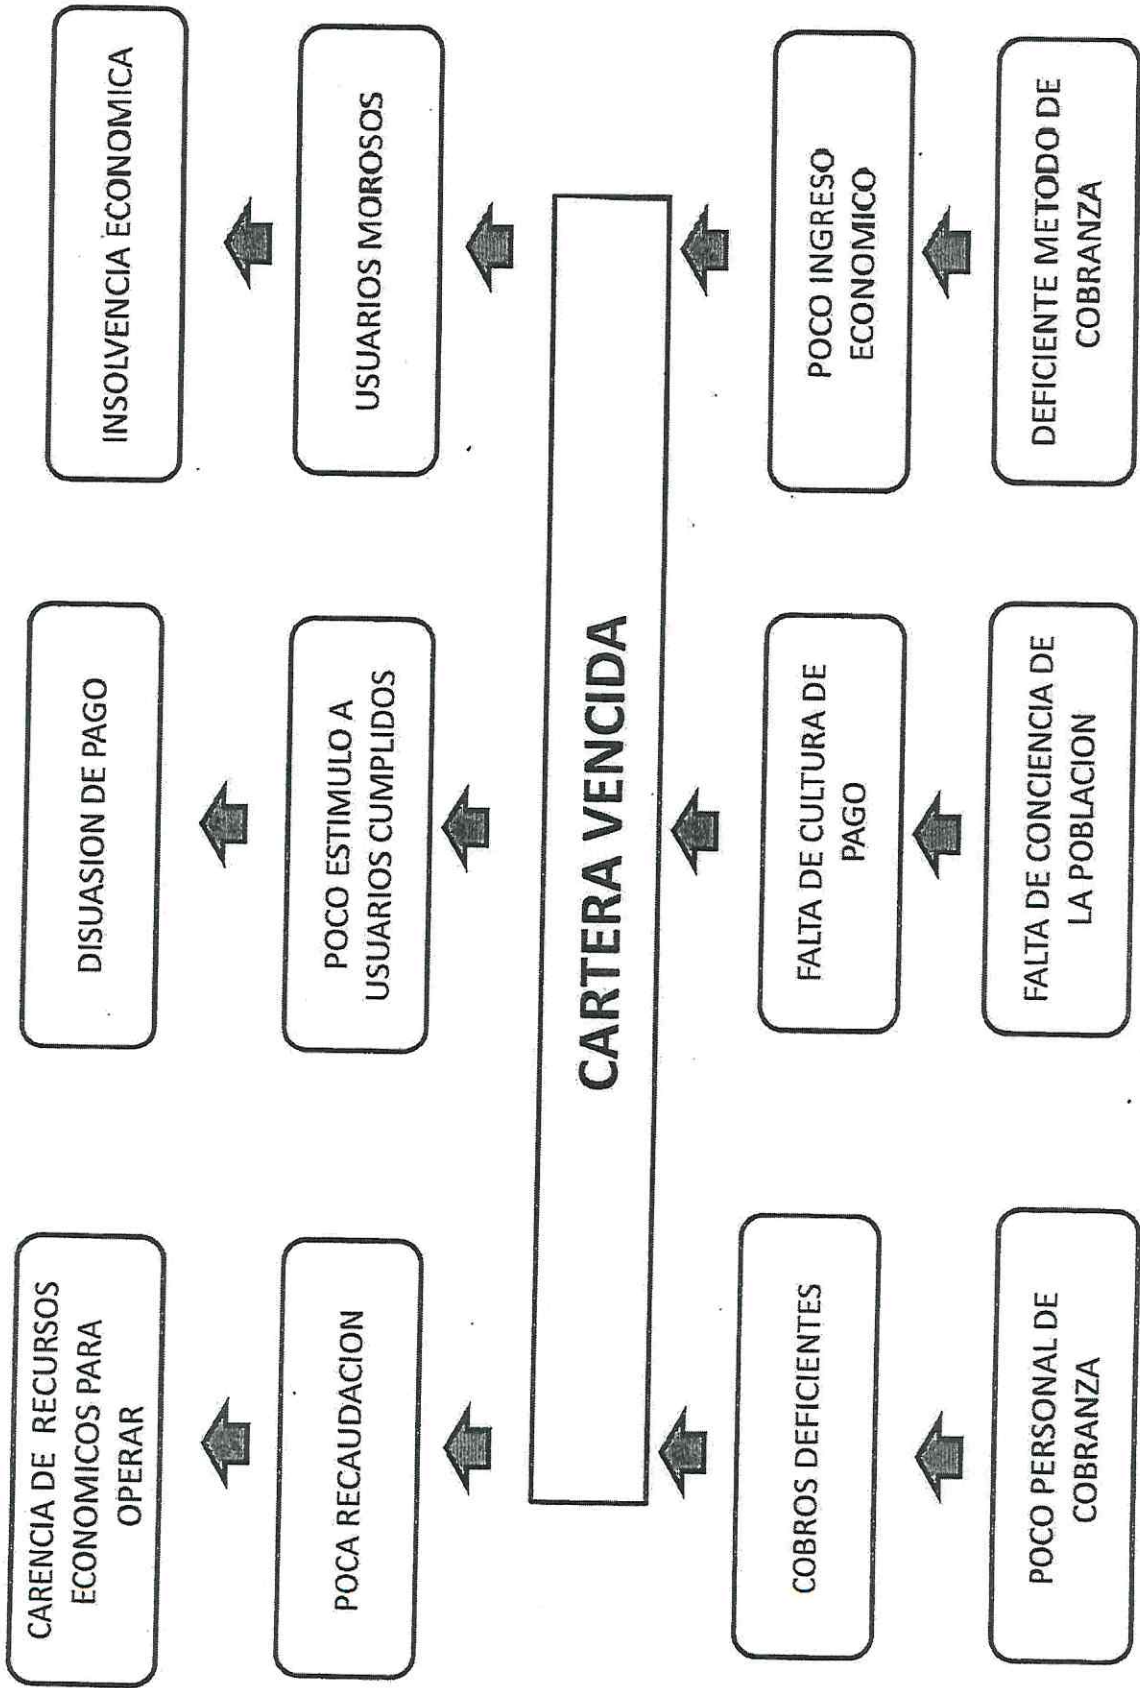 CARENCIA DE RECURSOS
ECONOMICOS PARA
OPERAR
DISUASION DE PAGO
INSOLVENCIA ECONOMICA
POCA RECAUDACION
POCO ESTIMULO A
USUARIOS CUMPLIDOS
USUARIOS MOROSOS
CARTERA VENCIDA
COBROS DEFICIENTES
FALTA DE CULTURA DE
PAGO
POCO INGRESO
ECONOMICO
POCO PERSONAL DE
COBRANZA
FALTA DE CONCIENCIA DE
LA POBLACION
DEFICIENTE METODO DE
COBRANZA